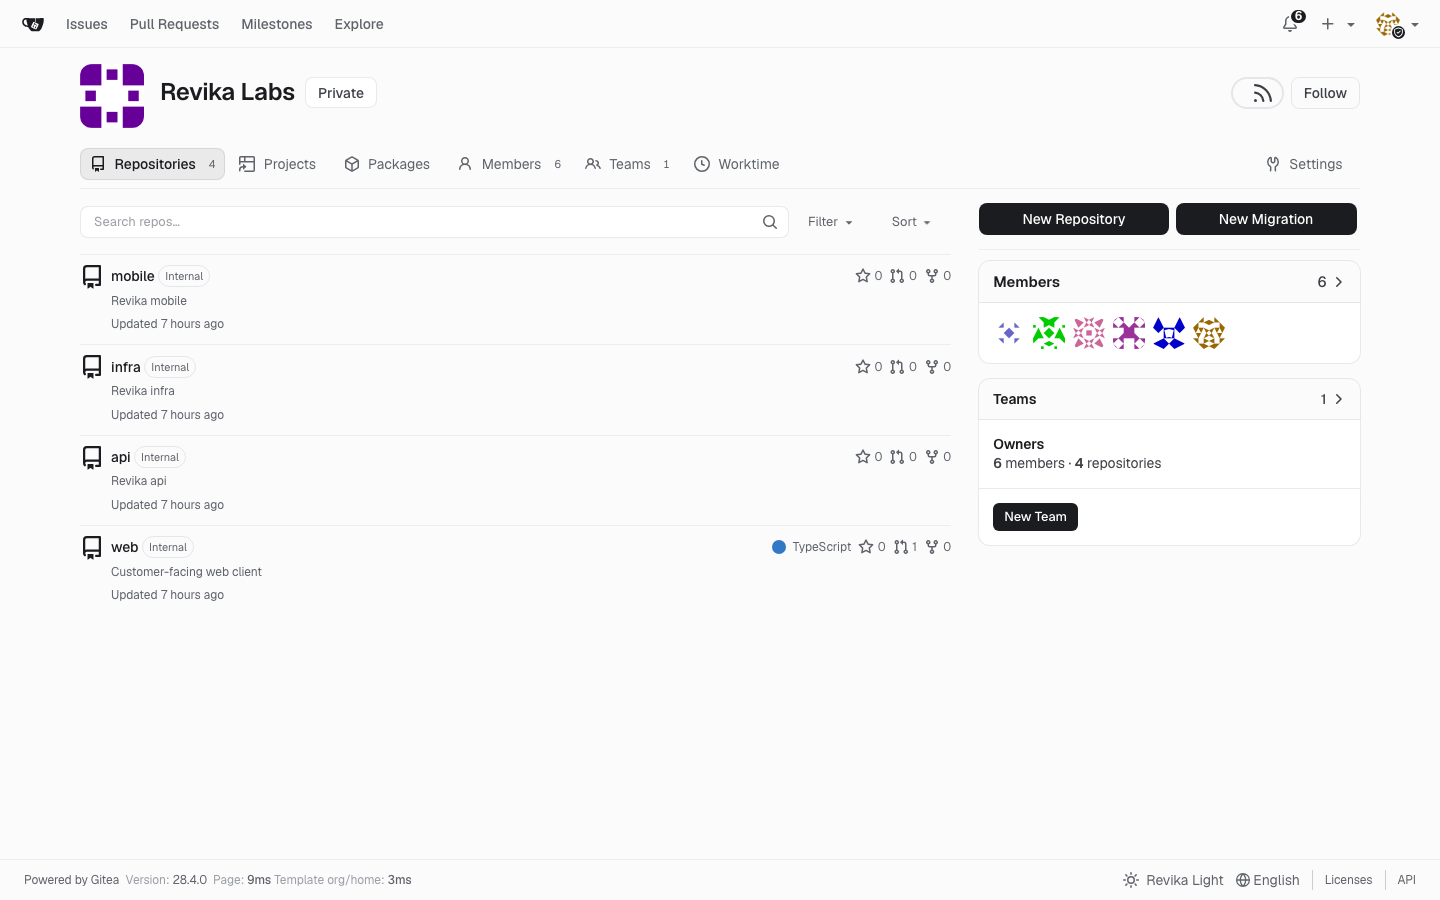 Issues Pull Requests Milestones Explore 6
Revika Labs Private Follow
Repositories 4 Projects Packages Members 6 Teams 1 Worktime Settings
Search repos... Filter Sort New Repository New Migration
mobile Internal 0 0 0
Revika mobile
Updated 7 hours ago
infra Internal 0 0 0
Revika infra
Updated 7 hours ago
api Internal 0 0 0
Revika api
Updated 7 hours ago
web Internal TypeScript 0 1 0
Customer-facing web client
Updated 7 hours ago
Members 6
Teams 1
Owners
6 members · 4 repositories
New Team
Powered by Gitea Version: 28.4.0 Page: 9ms Template org/home: 3ms Revika Light English Licenses API